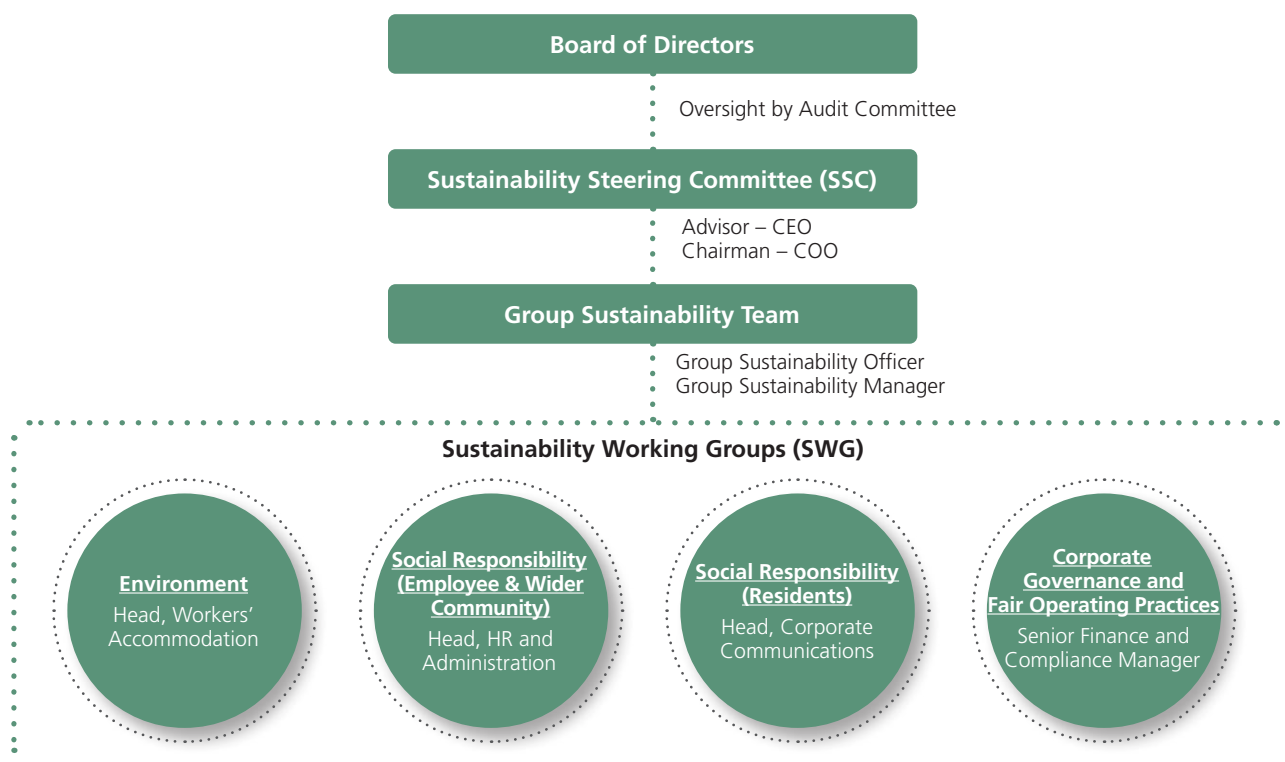 Board of Directors
Oversight by Audit Committee
Sustainability Steering Committee (SSC)
Advisor – CEO
Chairman – COO
Group Sustainability Team
Group Sustainability Officer
Group Sustainability Manager
Sustainability Working Groups (SWG)
Environment
Head, Workers’
Accommodation
Social Responsibility
(Employee & Wider
Community)
Head, HR and
Administration
Social Responsibility
(Residents)
Head, Corporate
Communications
Corporate
Governance and
Fair Operating Practices
Senior Finance and
Compliance Manager